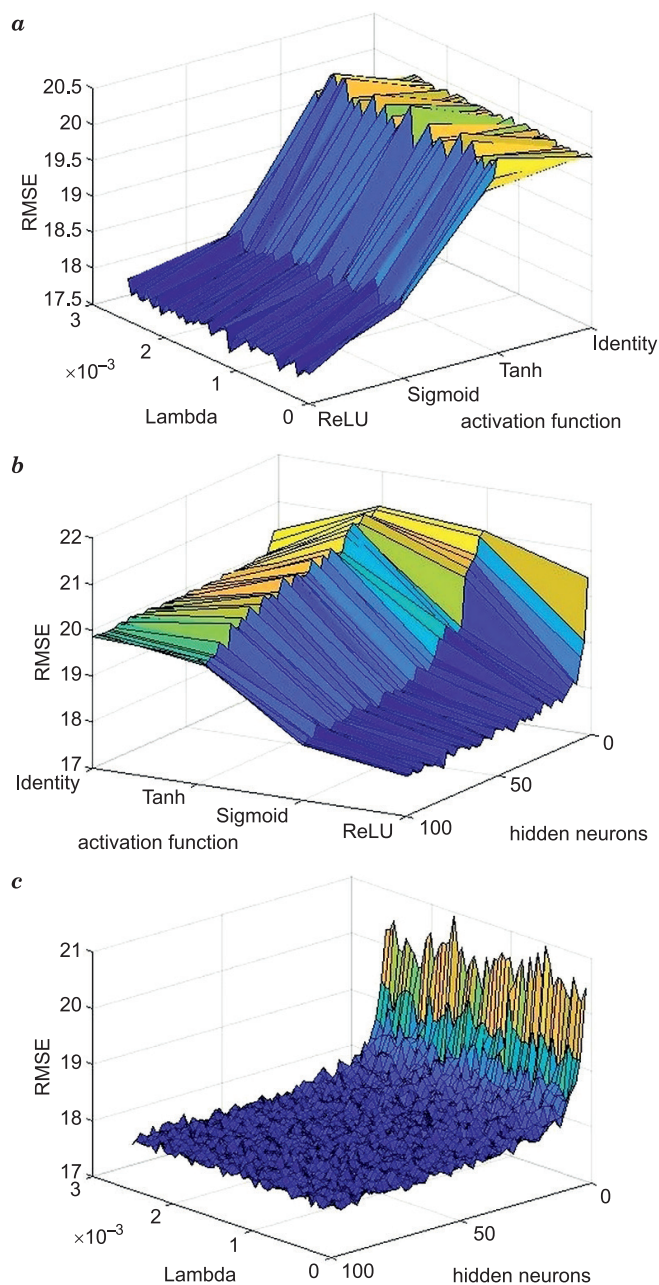 a
20.5
20
19.5
19
18.5
18
17.5
RMSE
3
2
1
0
×10⁻³
Lambda
ReLU
Sigmoid
Tanh
Identity
activation function
b
22
21
20
19
18
17
RMSE
Identity
Tanh
Sigmoid
ReLU
activation function
100
50
0
hidden neurons
c
21
20
19
18
17
RMSE
3
2
1
0
×10⁻³
Lambda
100
50
0
hidden neurons